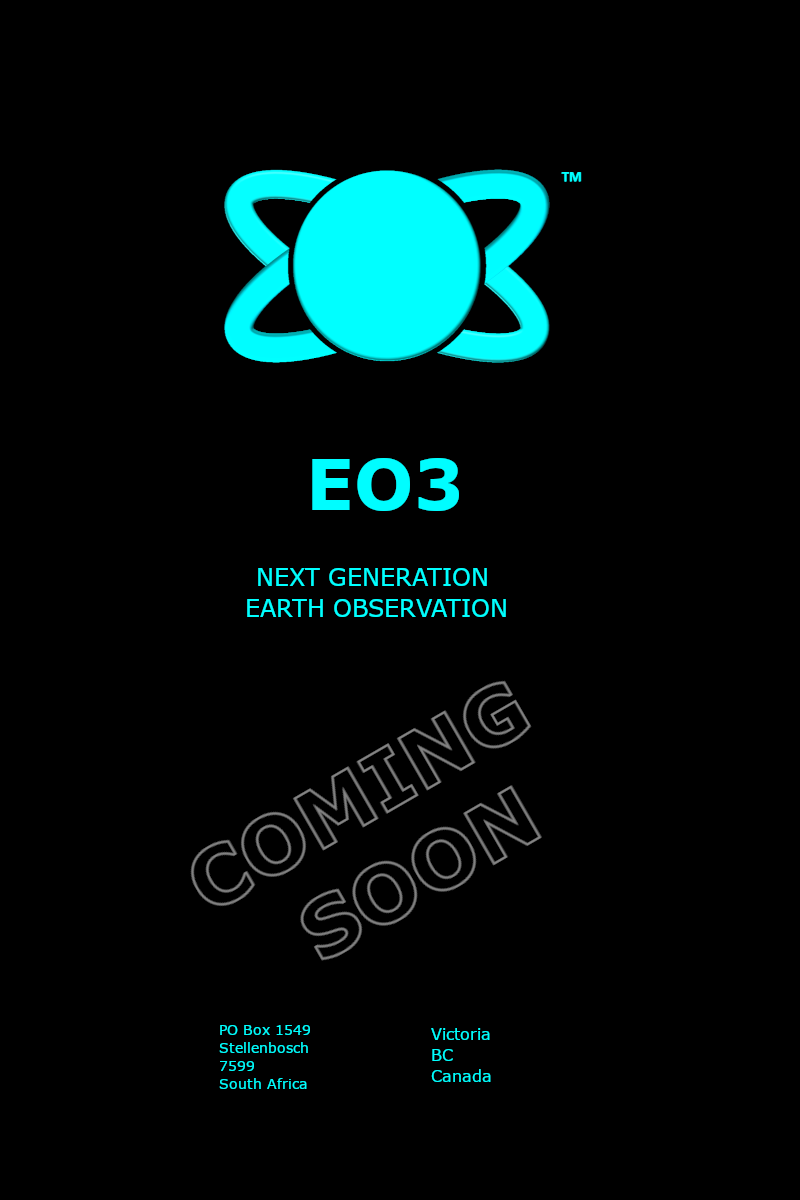 TM
EO3
NEXT GENERATION
EARTH OBSERVATION
COMING
SOON
PO Box 1549
Stellenbosch
7599
South Africa
Victoria
BC
Canada